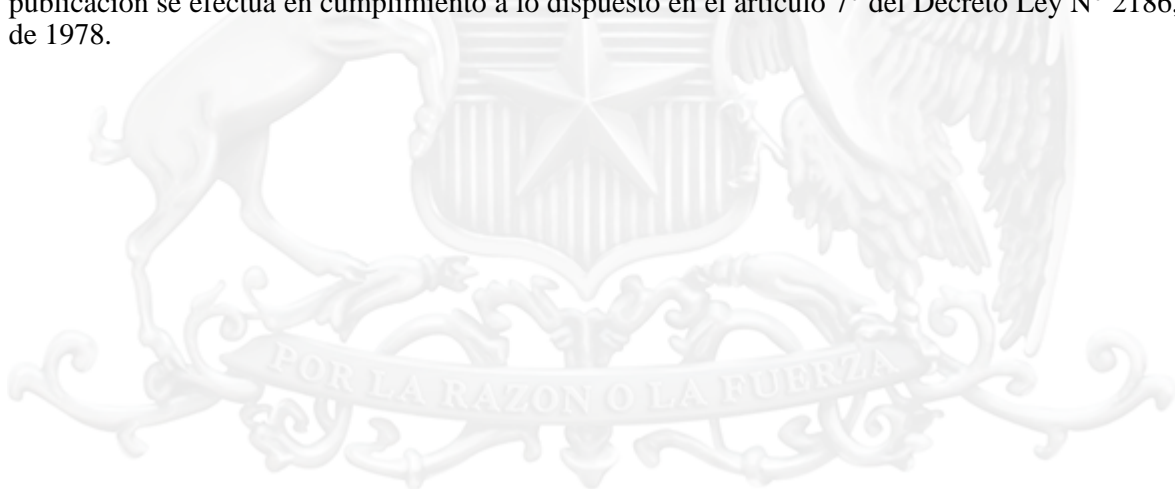 publicación se efectúa en cumplimiento a lo dispuesto en el artículo 7° del Decreto Ley N° 2186,
de 1978.
POR LA RAZON O LA FUERZA